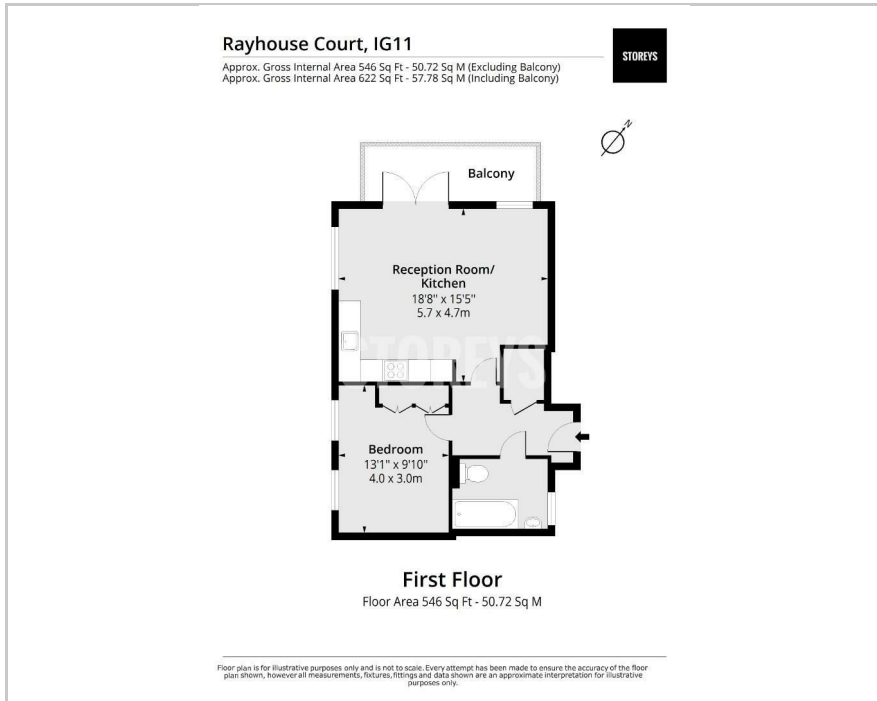 Rayhouse Court, IG11
Approx. Gross Internal Area 546 Sq Ft - 50.72 Sq M (Excluding Balcony)
Approx. Gross Internal Area 622 Sq Ft - 57.78 Sq M (Including Balcony)
STOREYS
N
Balcony
Reception Room/
Kitchen
18'8" x 15'5"
5.7 x 4.7m
STOREYS
Bedroom
13'1" x 9'10"
4.0 x 3.0m
First Floor
Floor Area 546 Sq Ft - 50.72 Sq M
Floor plan is for illustrative purposes only and is not to scale. Every attempt has been made to ensure the accuracy of the floor
plan shown, however all measurements, fixtures, fittings and data shown are an approximate interpretation for illustrative
purposes only.